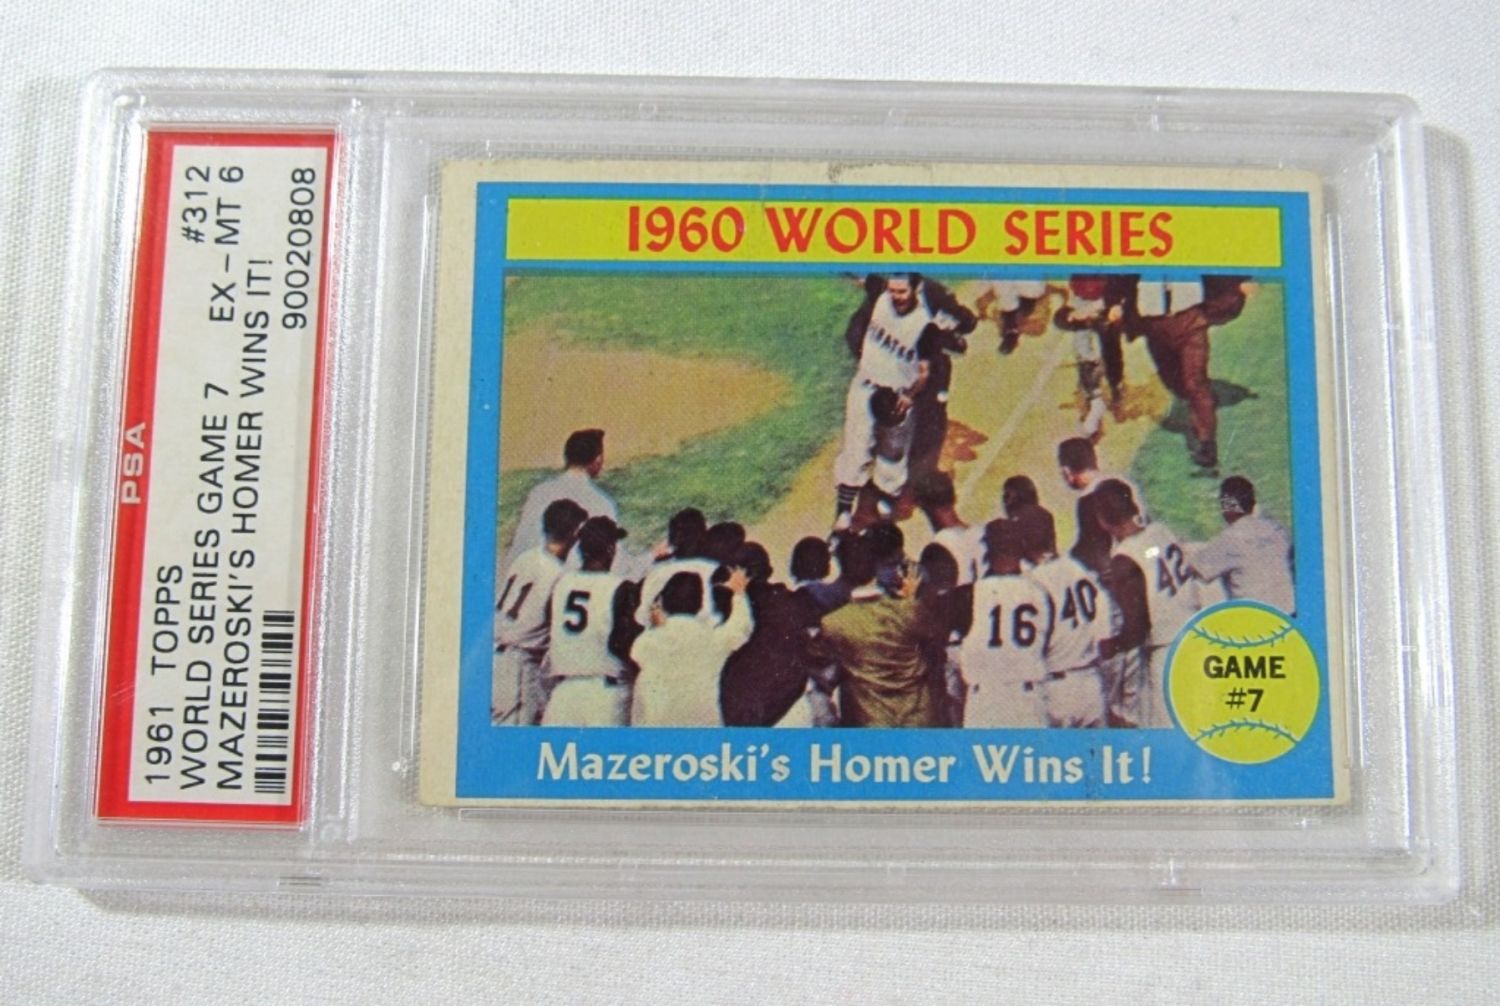 PSA
1961 TOPPS #312
WORLD SERIES GAME 7 EX - MT 6
MAZEROSKI'S HOMER WINS IT!
90020808
1960 WORLD SERIES
PIRATES
11
5
16
40
42
GAME
#7
Mazeroski's Homer Wins It!